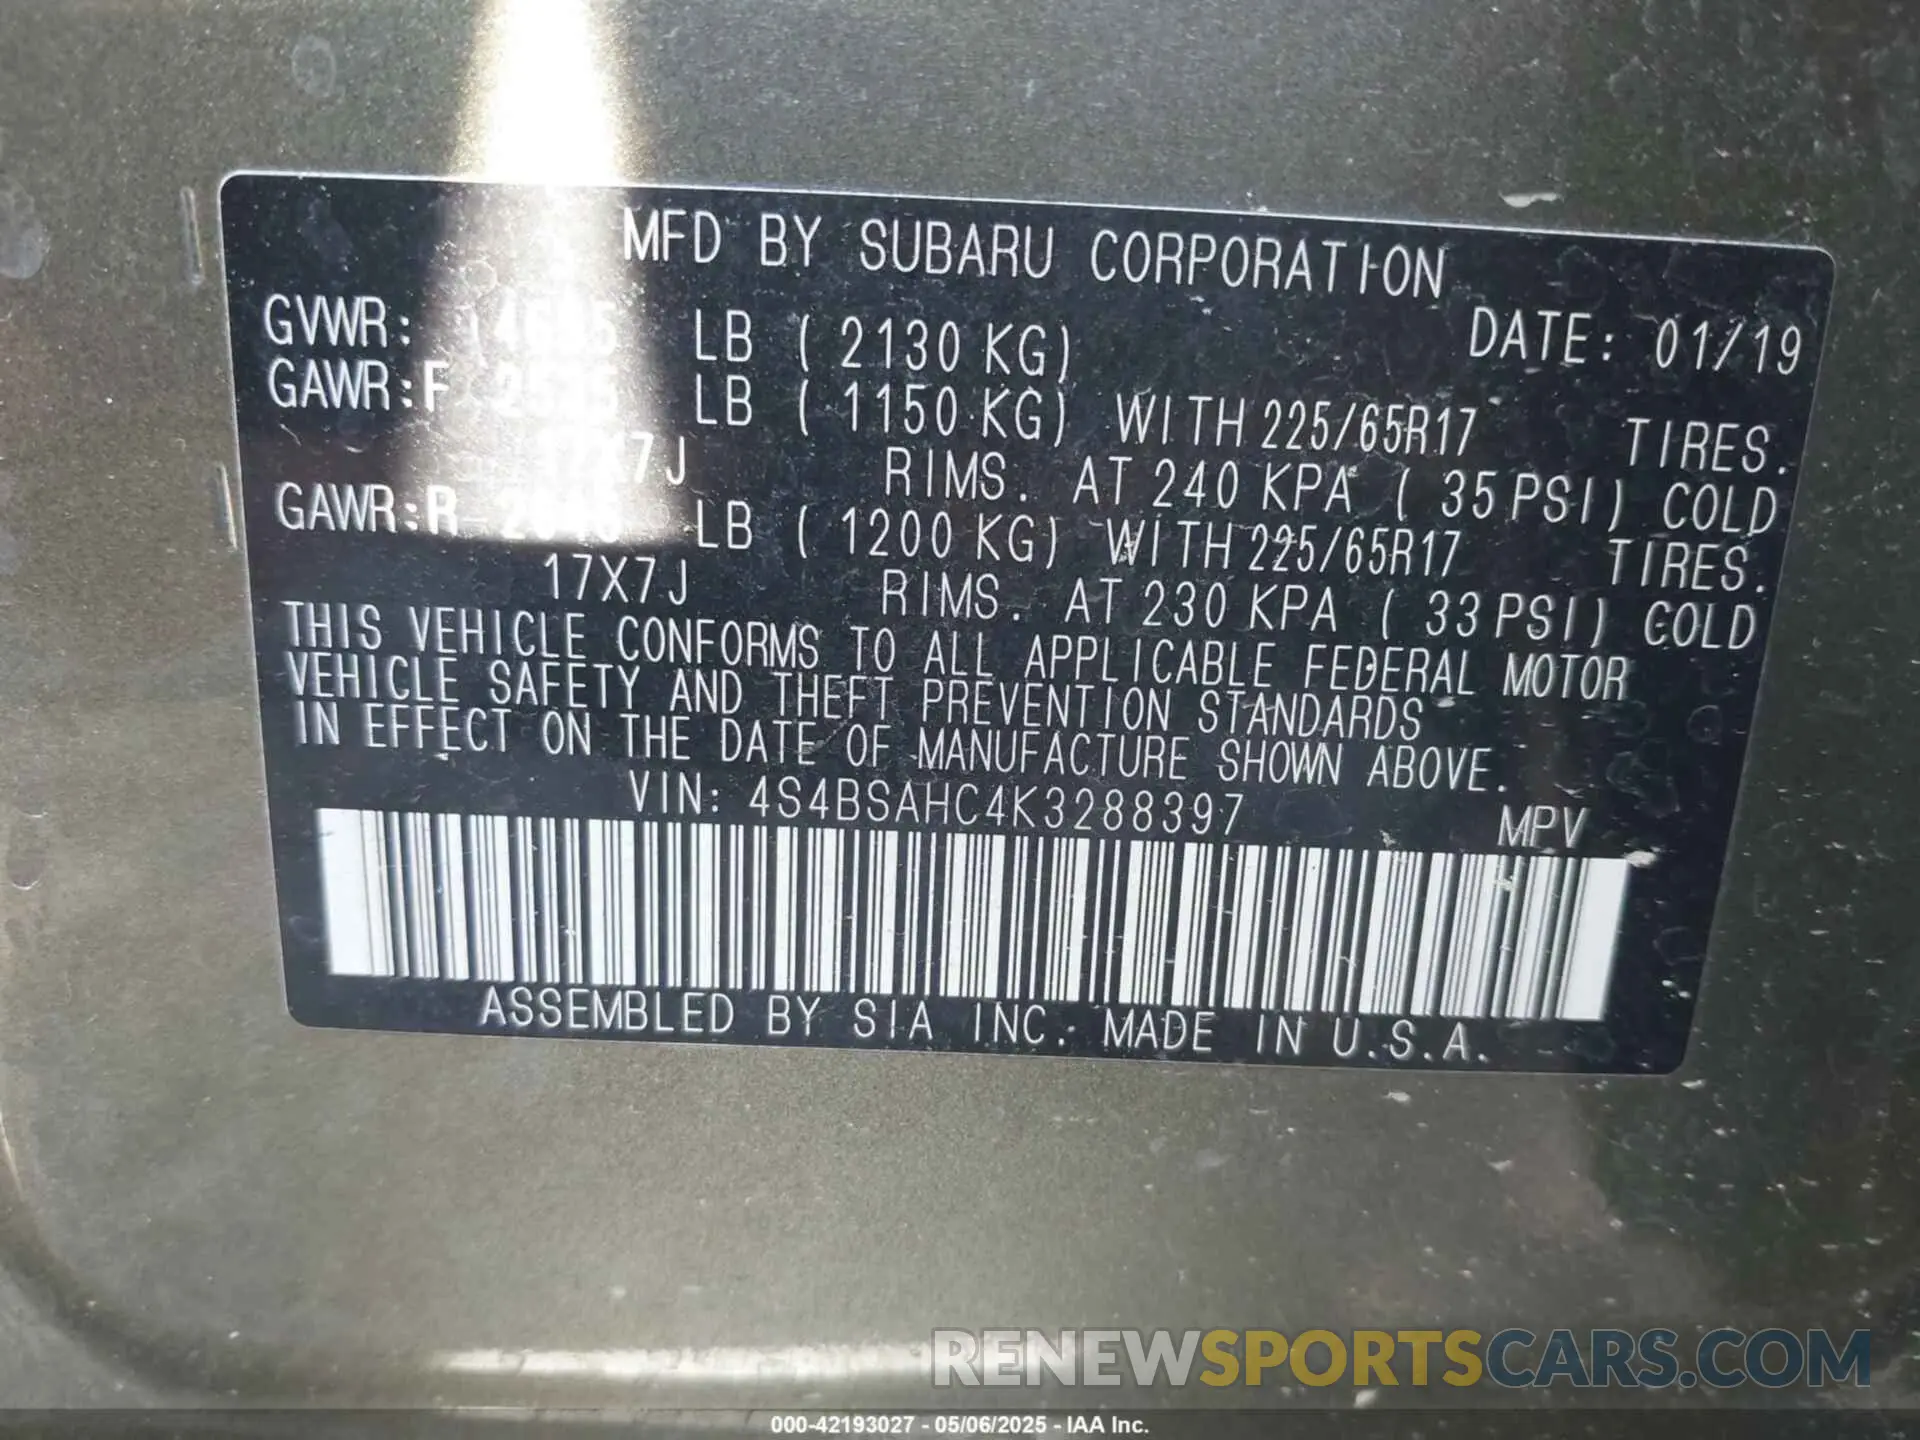 MFD BY SUBARU CORPORATION
GVWR: LB ( 2130 KG) DATE: 01/19
GAWR:F LB ( 1150 KG) WITH 225/65R17 TIRES.
17X7J RIMS. AT 240 KPA ( 35 PSI) COLD
GAWR:R LB ( 1200 KG) WITH 225/65R17 TIRES.
17X7J RIMS. AT 230 KPA ( 33 PSI) COLD
THIS VEHICLE CONFORMS TO ALL APPLICABLE FEDERAL MOTOR
VEHICLE SAFETY AND THEFT PREVENTION STANDARDS
IN EFFECT ON THE DATE OF MANUFACTURE SHOWN ABOVE.
VIN: 4S4BSAHC4K3288397 MPV
ASSEMBLED BY SIA INC. MADE IN U.S.A.
RENEWSPORTSCARS.COM
000-42193027 - 05/06/2025 - IAA Inc.